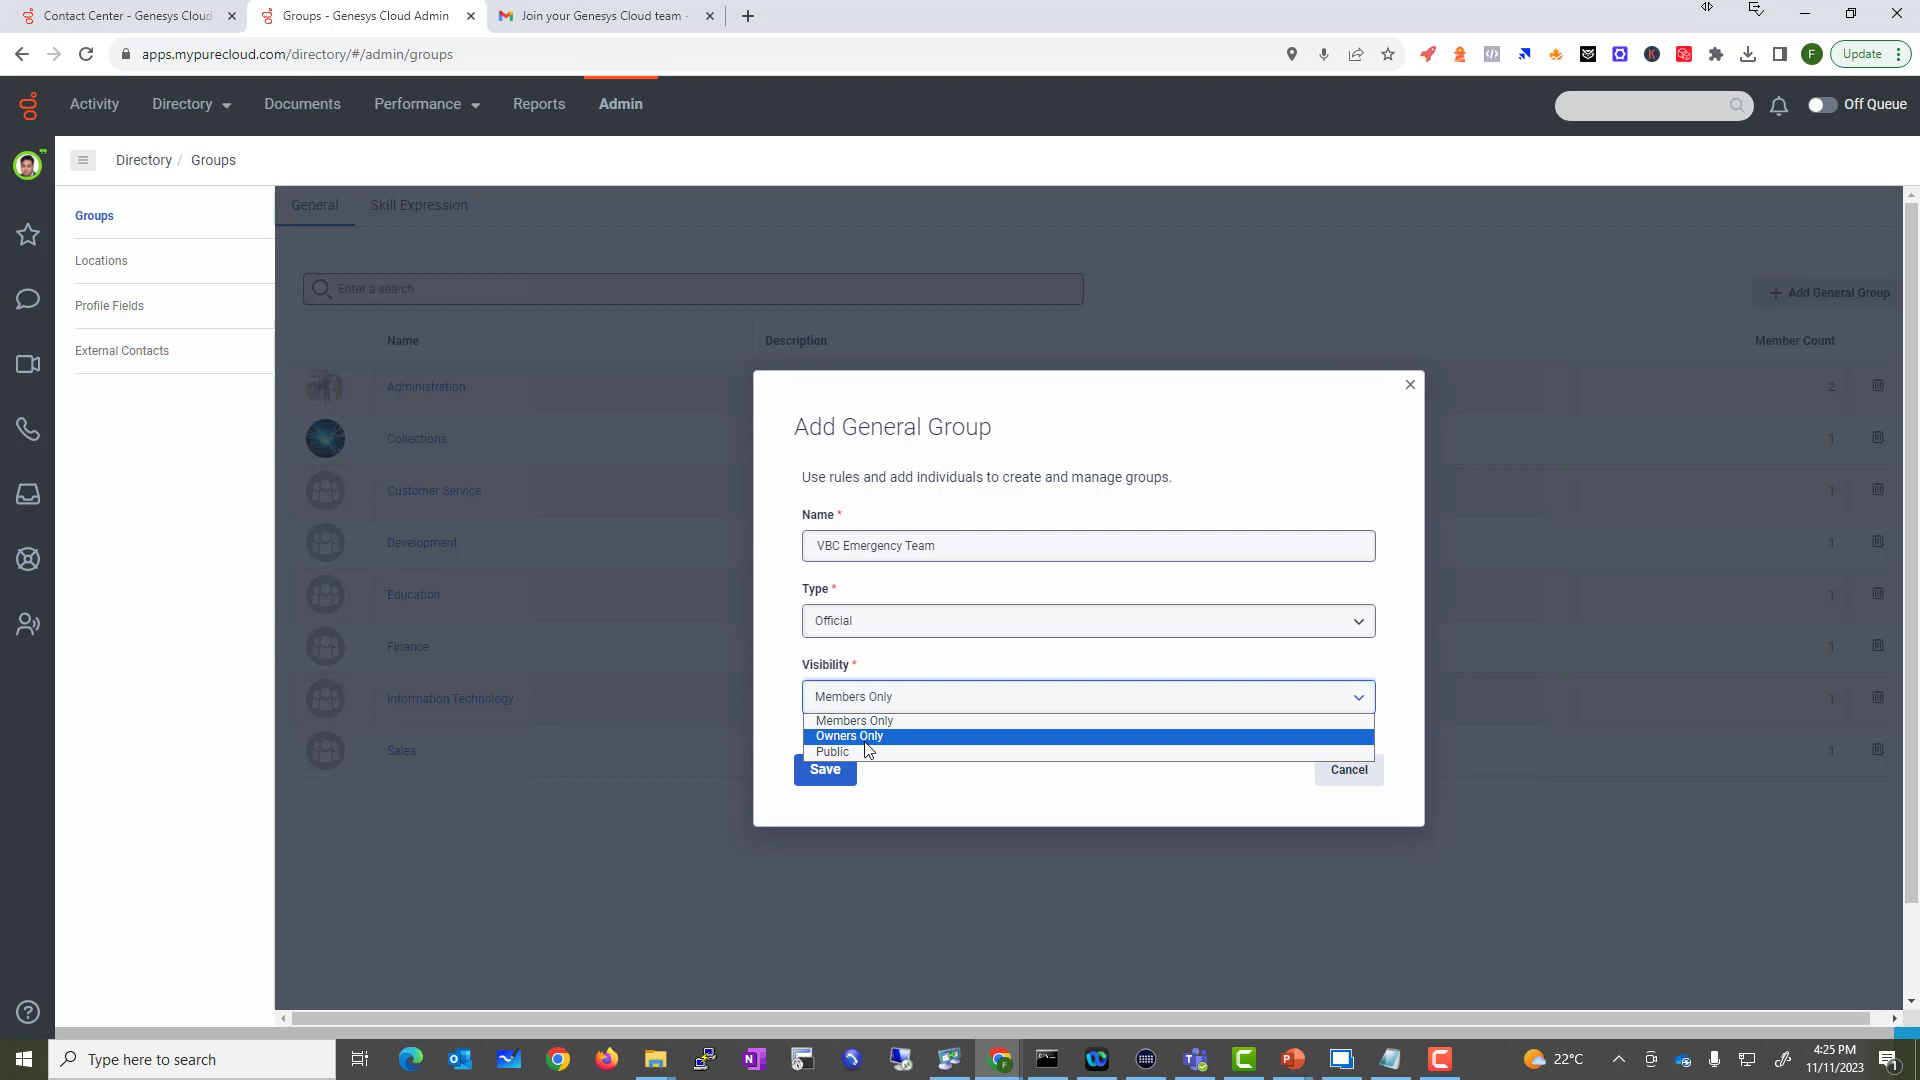 Contact Center - Genesys Cloud
Groups - Genesys Cloud Admin
Join your Genesys Cloud team -
apps.mypurecloud.com/directory/#/admin/groups
F
Update
Activity
Directory
Documents
Performance
Reports
Admin
Off Queue
Directory / Groups
Groups
Locations
Profile Fields
External Contacts
General
Skill Expression
Enter a search
+ Add General Group
Name
Description
Member Count
Administration
2
Collections
1
Customer Service
1
Development
1
Education
1
Finance
1
Information Technology
1
Sales
1
Add General Group
Use rules and add individuals to create and manage groups.
Name *
VBC Emergency Team
Type *
Official
Visibility *
Members Only
Members Only
Owners Only
Public
Save
Cancel
Type here to search
22°C
4:25 PM
11/11/2023
1